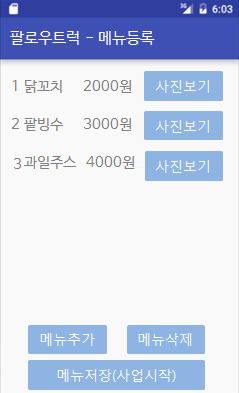 3G 6:03
팔로우트럭 - 메뉴등록
1 닭꼬치 2000원 사진보기
2 팥빙수 3000원 사진보기
3 과일주스 4000원 사진보기
메뉴추가 메뉴삭제
메뉴저장(사업시작)